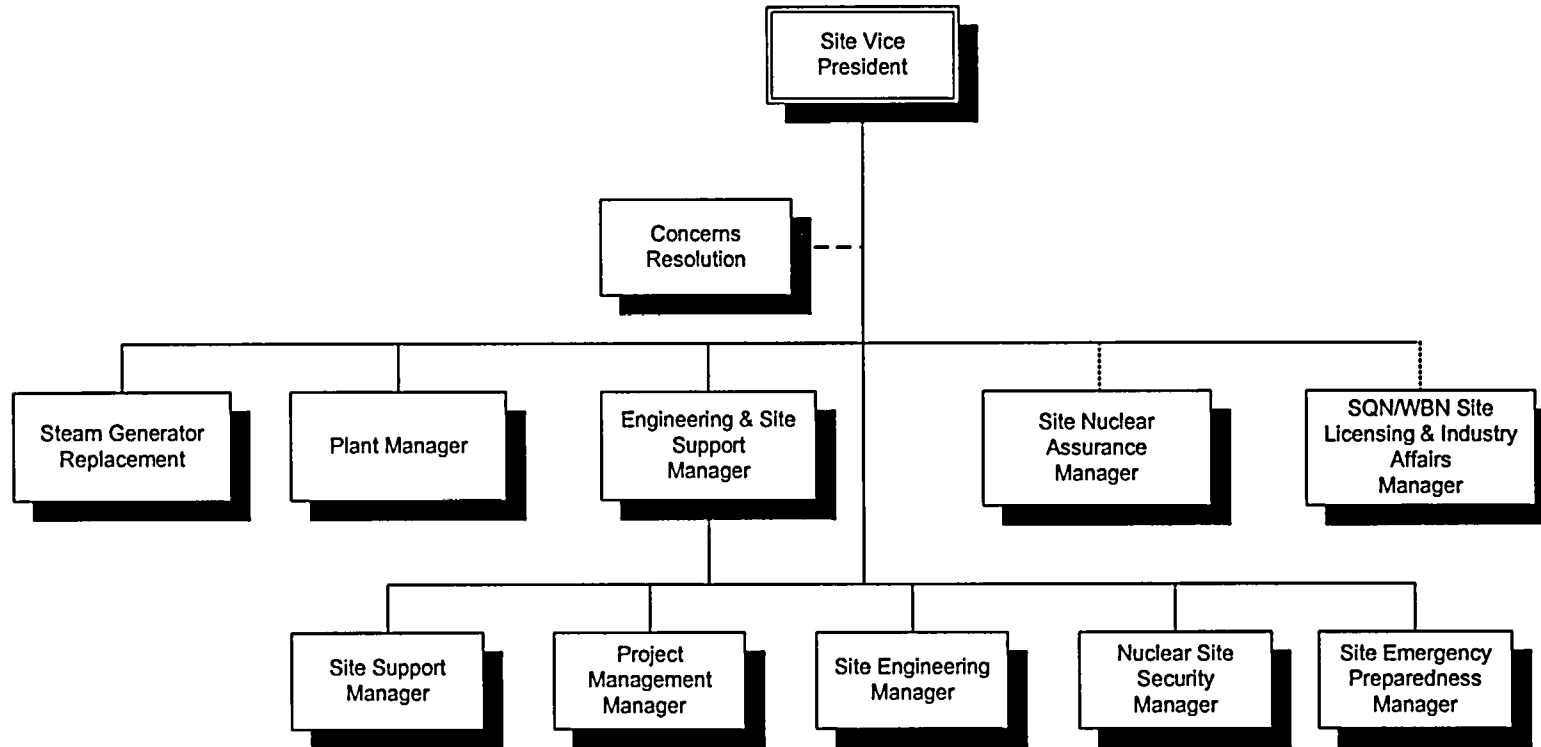 Site Vice
President
Concerns
Resolution
Steam Generator
Replacement
Plant Manager
Engineering & Site
Support
Manager
Site Nuclear
Assurance
Manager
SQN/WBN Site
Licensing & Industry
Affairs
Manager
Site Support
Manager
Project
Management
Manager
Site Engineering
Manager
Nuclear Site
Security
Manager
Site Emergency
Preparedness
Manager